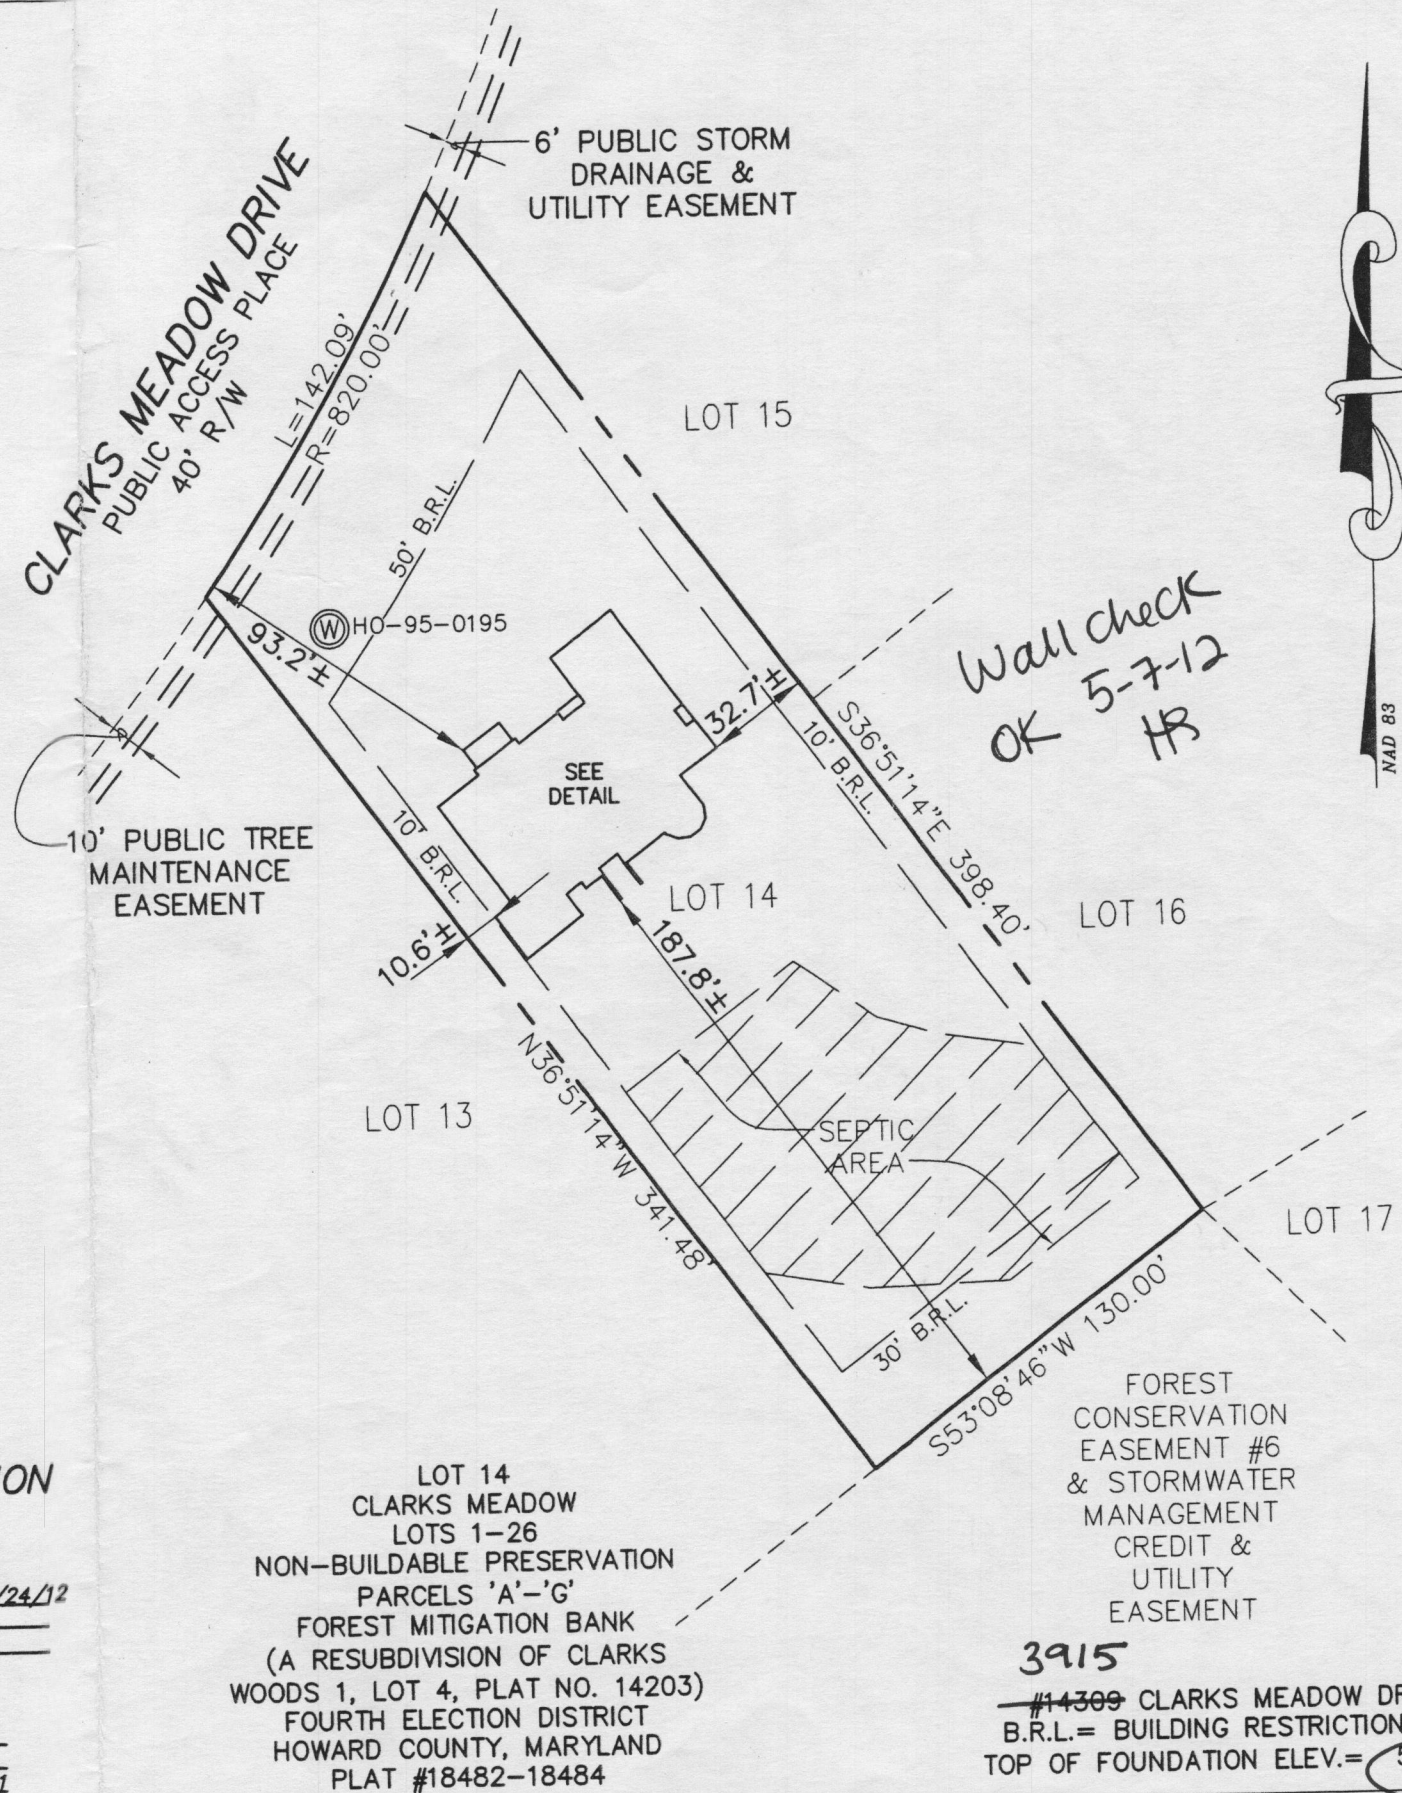 6' PUBLIC STORM
DRAINAGE &
UTILITY EASEMENT
CLARKS MEADOW DRIVE
PUBLIC ACCESS PLACE
40' R/W
L=142.09'
R=820.00'
LOT 15
50' B.R.L.
W HO-95-0195
93.2'±
32.7'±
Wall check
5-7-12
OK HB
NAD 83
SEE
DETAIL
10' B.R.L.
S36°51'14"E 398.40'
10' PUBLIC TREE
MAINTENANCE
EASEMENT
10' B.R.L.
LOT 14
LOT 16
10.6'±
187.8'±
N36°51'14"W 341.48'
LOT 13
SEPTIC
AREA
LOT 17
30' B.R.L.
S53°08'46"W 130.00'
FOREST
CONSERVATION
EASEMENT #6
& STORMWATER
MANAGEMENT
CREDIT &
UTILITY
EASEMENT
ON
/24/12
LOT 14
CLARKS MEADOW
LOTS 1-26
NON-BUILDABLE PRESERVATION
PARCELS 'A'-'G'
FOREST MITIGATION BANK
(A RESUBDIVISION OF CLARKS
WOODS 1, LOT 4, PLAT NO. 14203)
FOURTH ELECTION DISTRICT
HOWARD COUNTY, MARYLAND
PLAT #18482-18484
3915
#14309 CLARKS MEADOW DR
B.R.L.= BUILDING RESTRICTION
TOP OF FOUNDATION ELEV.=